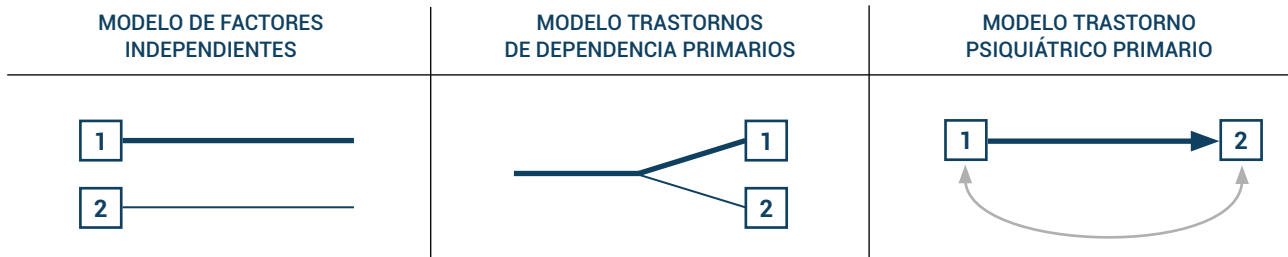 MODELO DE FACTORES
INDEPENDIENTES
MODELO TRASTORNOS
DE DEPENDENCIA PRIMARIOS
MODELO TRASTORNO
PSIQUIÁTRICO PRIMARIO
1
2
1
2
1
2